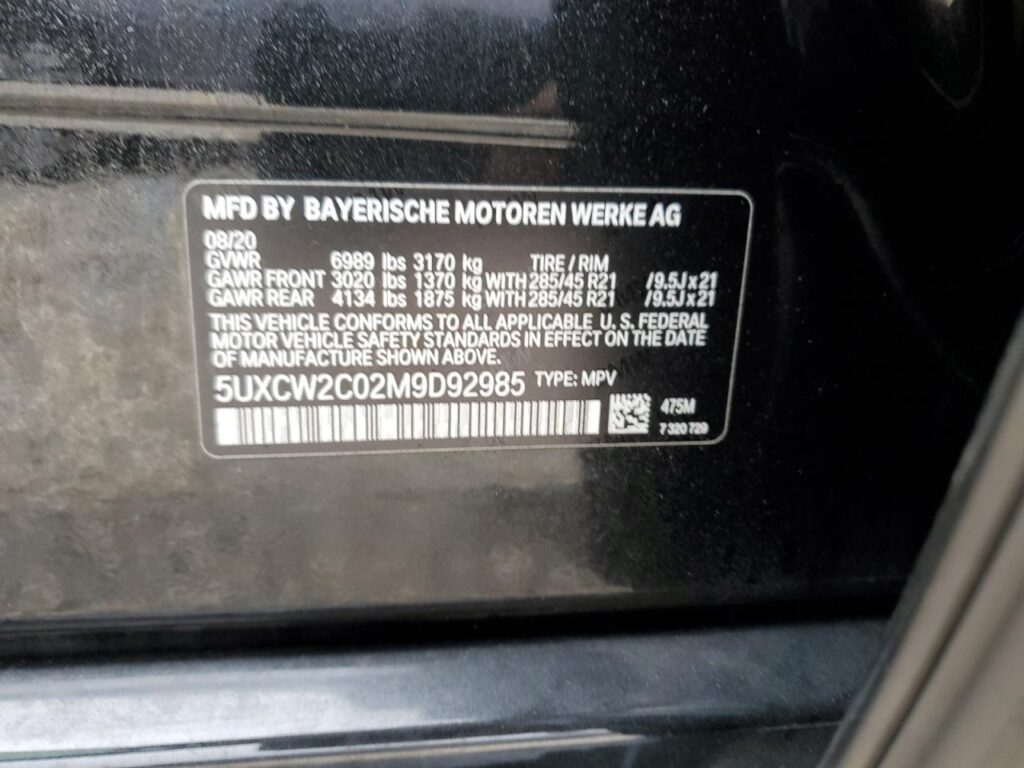 MFD BY BAYERISCHE MOTOREN WERKE AG
08/20
GVWR 6989 lbs 3170 kg TIRE / RIM
GAWR FRONT 3020 lbs 1370 kg WITH 285/45 R21 /9.5J x 21
GAWR REAR 4134 lbs 1875 kg WITH 285/45 R21 /9.5J x 21
THIS VEHICLE CONFORMS TO ALL APPLICABLE U. S. FEDERAL
MOTOR VEHICLE SAFETY STANDARDS IN EFFECT ON THE DATE
OF MANUFACTURE SHOWN ABOVE.
5UXCW2C02M9D92985 TYPE: MPV
475M
7 320 729